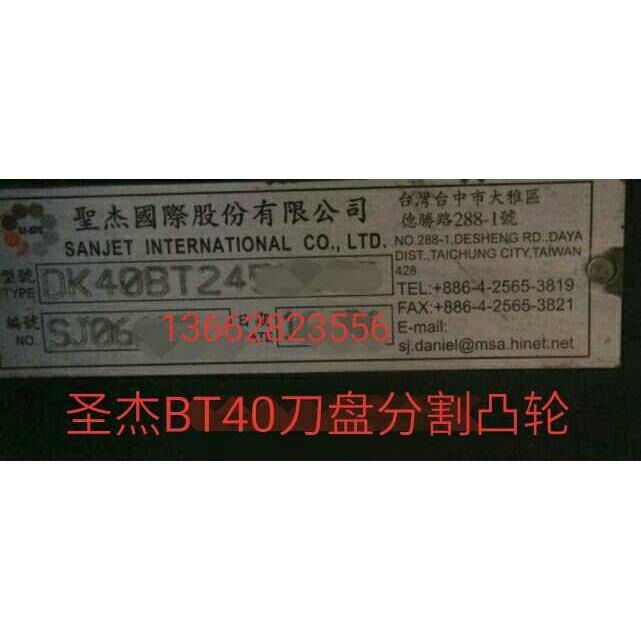 聖杰國際股份有限公司
SANJET INTERNATIONAL CO., LTD.
台灣台中市大雅區
德勝路288-1號
NO.288-1,DESHENG RD.,DAYA
DIST.,TAICHUNG CITY,TAIWAN
428
型號
TYPE
DK40BT245
TEL:+886-4-2565-3819
FAX:+886-4-2565-3821
E-mail:
sj.daniel@msa.hinet.net
編號
NO.
SJ06
13662823556
圣杰BT40刀盘分割凸轮